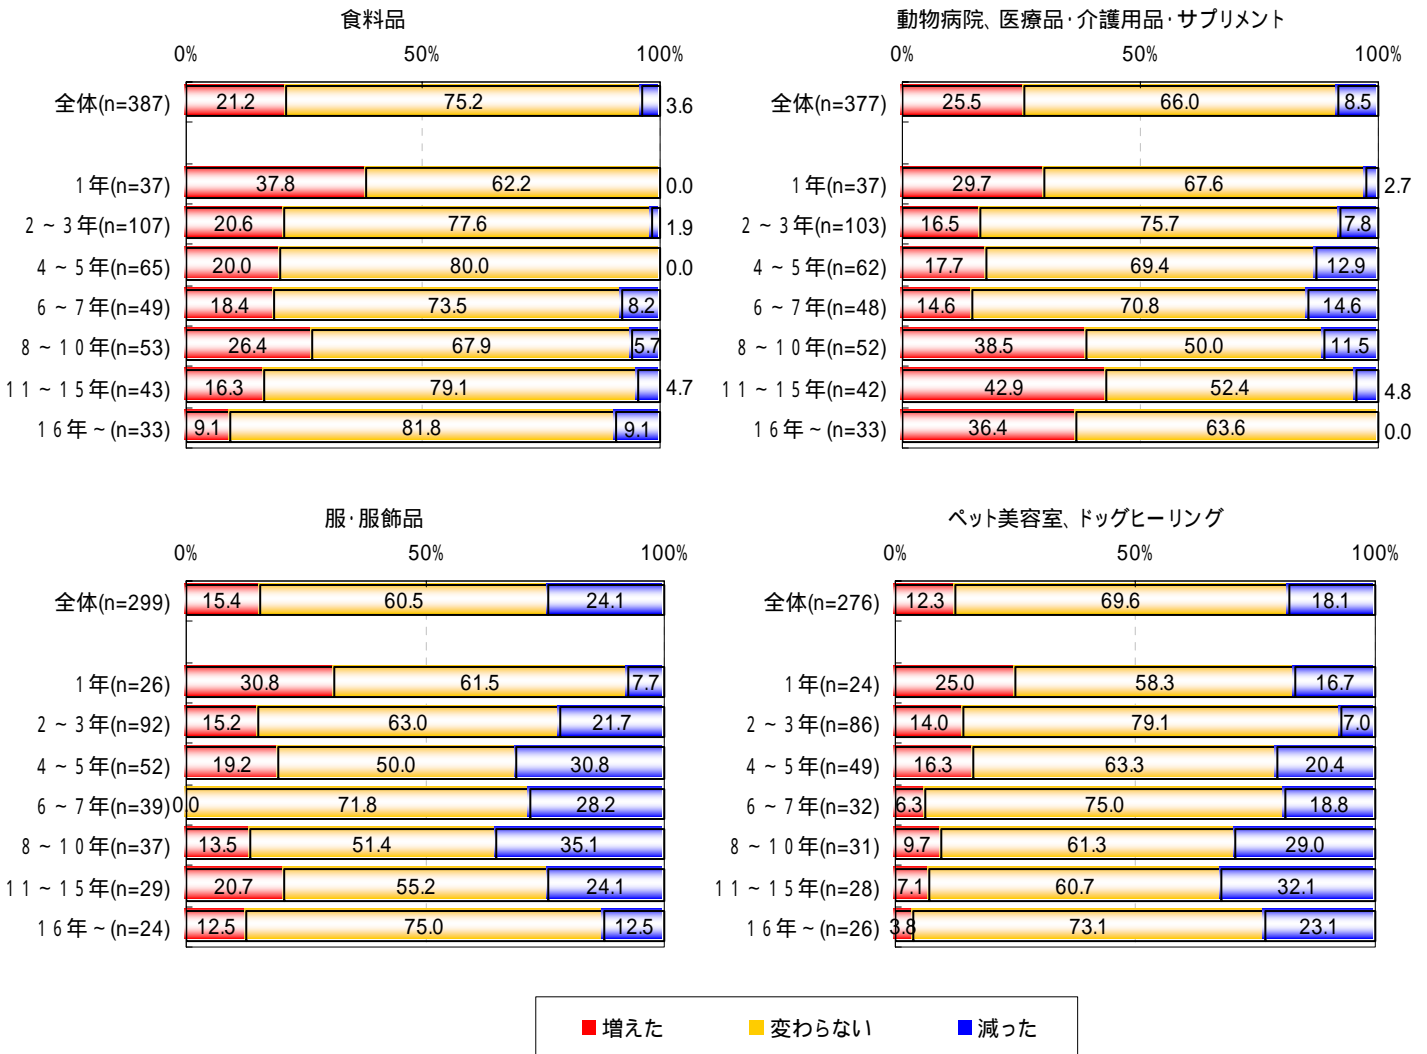 食料品
0% 50% 100%
全体(n=387) 21.2 75.2 3.6
1年(n=37) 37.8 62.2 0.0
2～3年(n=107) 20.6 77.6 1.9
4～5年(n=65) 20.0 80.0 0.0
6～7年(n=49) 18.4 73.5 8.2
8～10年(n=53) 26.4 67.9 5.7
11～15年(n=43) 16.3 79.1 4.7
16年～(n=33) 9.1 81.8 9.1
動物病院、医療品・介護用品・サプリメント
0% 50% 100%
全体(n=377) 25.5 66.0 8.5
1年(n=37) 29.7 67.6 2.7
2～3年(n=103) 16.5 75.7 7.8
4～5年(n=62) 17.7 69.4 12.9
6～7年(n=48) 14.6 70.8 14.6
8～10年(n=52) 38.5 50.0 11.5
11～15年(n=42) 42.9 52.4 4.8
16年～(n=33) 36.4 63.6 0.0
服・服飾品
0% 50% 100%
全体(n=299) 15.4 60.5 24.1
1年(n=26) 30.8 61.5 7.7
2～3年(n=92) 15.2 63.0 21.7
4～5年(n=52) 19.2 50.0 30.8
6～7年(n=39) 0.0 71.8 28.2
8～10年(n=37) 13.5 51.4 35.1
11～15年(n=29) 20.7 55.2 24.1
16年～(n=24) 12.5 75.0 12.5
ペット美容室、ドッグヒーリング
0% 50% 100%
全体(n=276) 12.3 69.6 18.1
1年(n=24) 25.0 58.3 16.7
2～3年(n=86) 14.0 79.1 7.0
4～5年(n=49) 16.3 63.3 20.4
6～7年(n=32) 6.3 75.0 18.8
8～10年(n=31) 9.7 61.3 29.0
11～15年(n=28) 7.1 60.7 32.1
16年～(n=26) 3.8 73.1 23.1
増えた 変わらない 減った